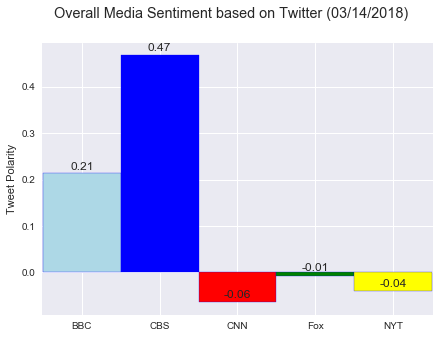 Overall Media Sentiment based on Twitter (03/14/2018)
Tweet Polarity
0.4
0.3
0.2
0.1
0.0
0.21
0.47
-0.06
-0.01
-0.04
BBC
CBS
CNN
Fox
NYT